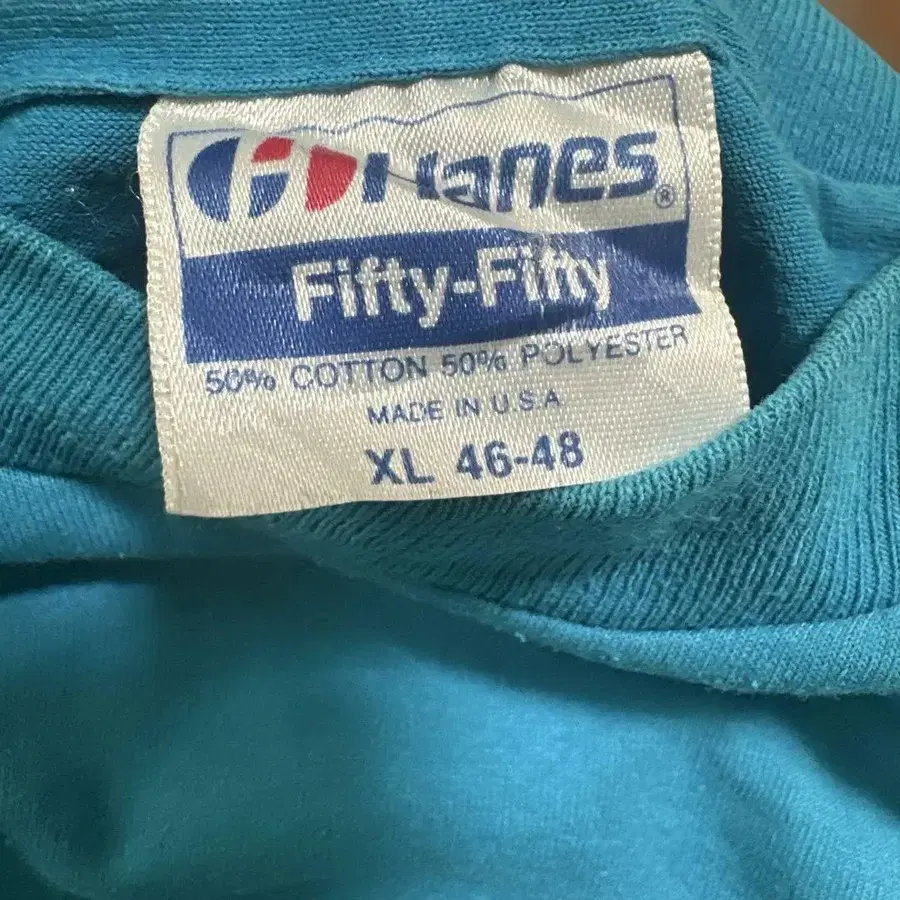 Hanes®
Fifty-Fifty
50% COTTON 50% POLYESTER
MADE IN U.S.A
XL 46-48